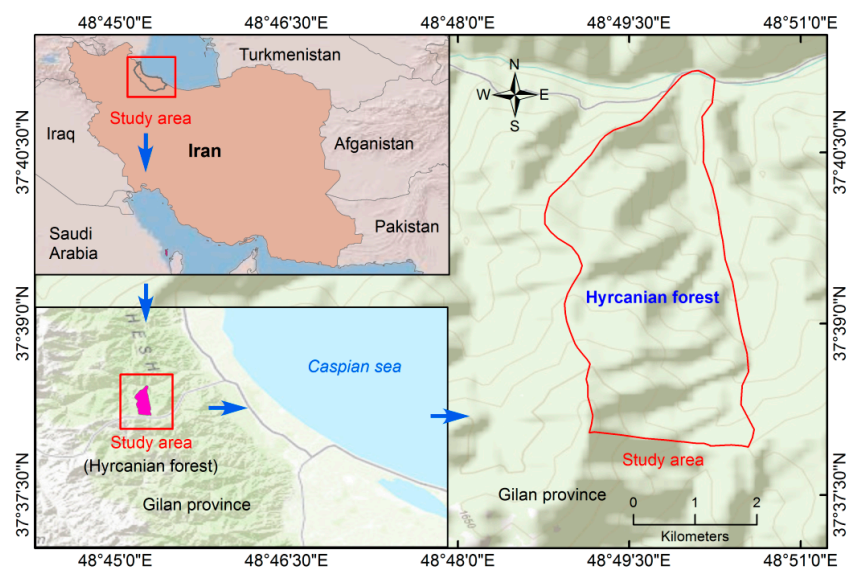 48°45'0"E 48°46'30"E 48°48'0"E 48°49'30"E 48°51'0"E
37°40'30"N
37°39'0"N
37°37'30"N
Turkmenistan
Study area
Iraq
Iran
Afghanistan
Saudi
Arabia
Pakistan
N
W E
S
HESH
Caspian sea
Study area
(Hyrcanian forest)
Gilan province
Hyrcanian forest
Study area
Gilan province
1650
0 1 2
Kilometers
37°40'30"N
37°39'0"N
37°37'30"N
48°45'0"E 48°46'30"E 48°48'0"E 48°49'30"E 48°51'0"E